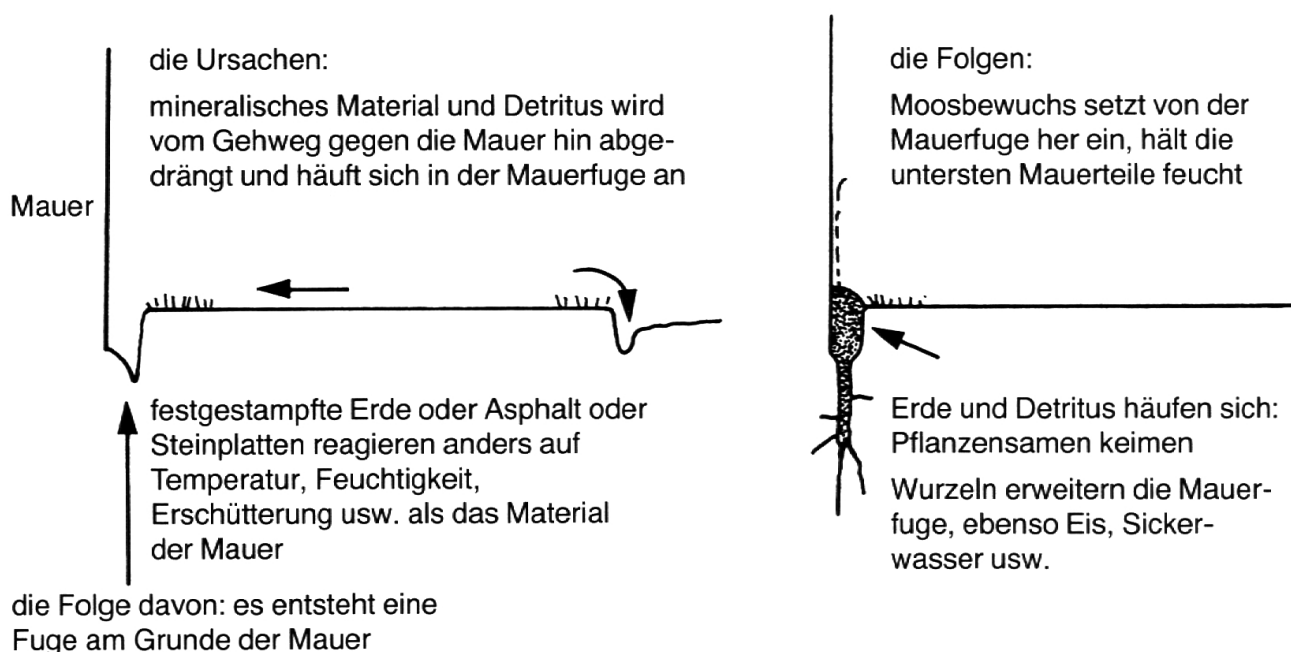 die Ursachen:
mineralisches Material und Detritus wird
vom Gehweg gegen die Mauer hin abge-
drängt und häuft sich in der Mauerfuge an
Mauer
festgestampfte Erde oder Asphalt oder
Steinplatten reagieren anders auf
Temperatur, Feuchtigkeit,
Erschütterung usw. als das Material
der Mauer
die Folge davon: es entsteht eine
Fuge am Grunde der Mauer
die Folgen:
Moosbewuchs setzt von der
Mauerfuge her ein, hält die
untersten Mauerteile feucht
Erde und Detritus häufen sich:
Pflanzensamen keimen
Wurzeln erweitern die Mauer-
fuge, ebenso Eis, Sicker-
wasser usw.